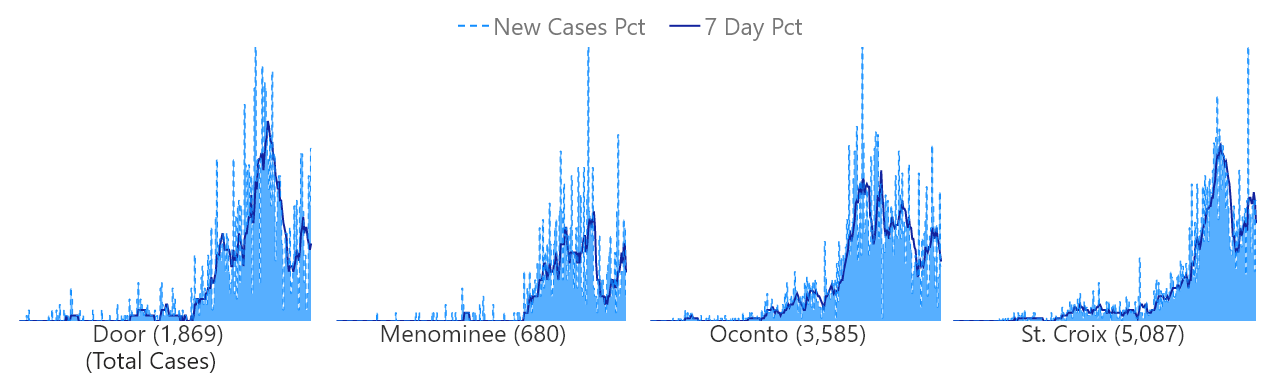 New Cases Pct 7 Day Pct
Door (1,869) Menominee (680) Oconto (3,585) St. Croix (5,087)
(Total Cases)